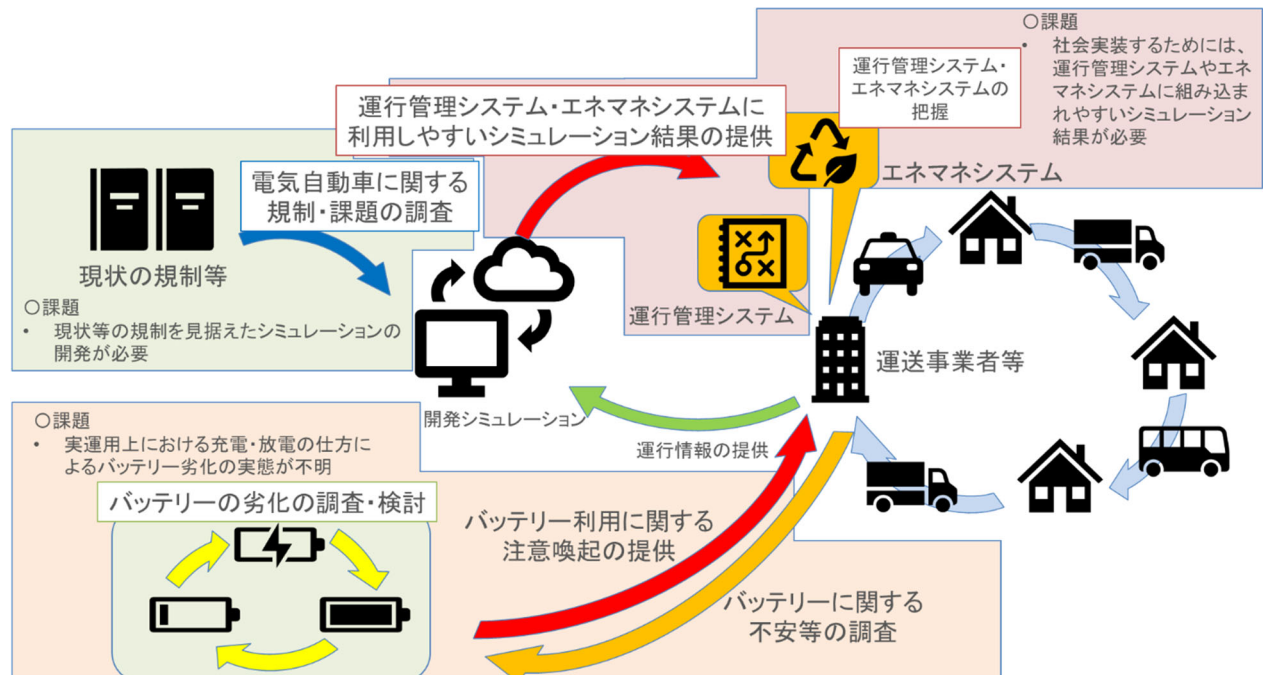 ○課題
• 社会実装するためには、
運行管理システムやエネ
マネシステムに組み込ま
れやすいシミュレーション
結果が必要
運行管理システム・
エネマネシステムの
把握
運行管理システム・エネマネシステムに
利用しやすいシミュレーション結果の提供
エネマネシステム
電気自動車に関する
規制・課題の調査
現状の規制等
○課題
• 現状等の規制を見据えたシミュレーションの
開発が必要
運行管理システム
運送事業者等
開発シミュレーション
運行情報の提供
○課題
• 実運用上における充電・放電の仕方に
よるバッテリー劣化の実態が不明
バッテリーの劣化の調査・検討
バッテリー利用に関する
注意喚起の提供
バッテリーに関する
不安等の調査